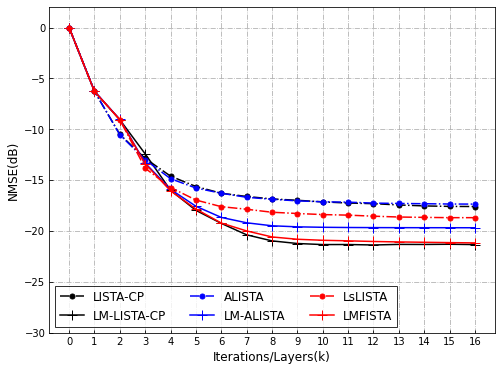 0
−5
−10
−15
−20
−25
−30
NMSE(dB)
LISTA-CP ALISTA LsLISTA
LM-LISTA-CP LM-ALISTA LMFISTA
0 1 2 3 4 5 6 7 8 9 10 11 12 13 14 15 16
Iterations/Layers(k)